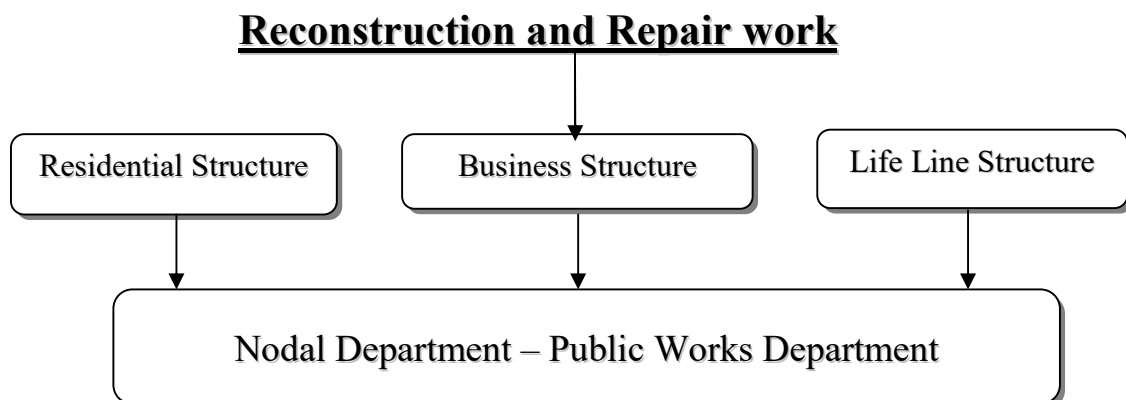 Reconstruction and Repair work
Residential Structure
Business Structure
Life Line Structure
Nodal Department – Public Works Department